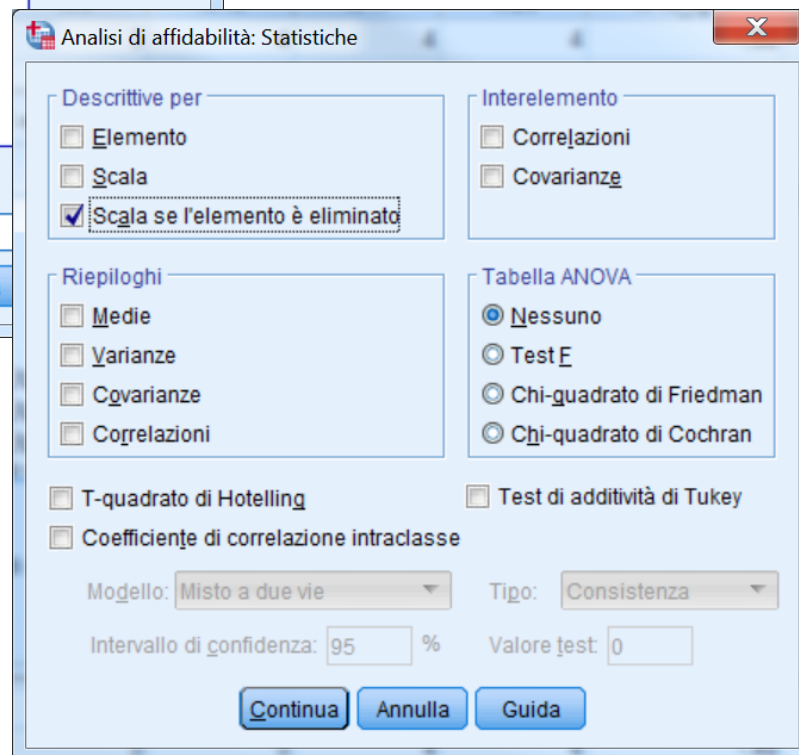 Analisi di affidabilità: Statistiche
Descrittive per
Elemento
Scala
Scala se l'elemento è eliminato
Interelemento
Correlazioni
Covarianze
Riepiloghi
Medie
Varianze
Covarianze
Correlazioni
Tabella ANOVA
Nessuno
Test F
Chi-quadrato di Friedman
Chi-quadrato di Cochran
T-quadrato di Hotelling
Test di additività di Tukey
Coefficiente di correlazione intraclasse
Modello: Misto a due vie Tipo: Consistenza
Intervallo di confidenza: 95 % Valore test: 0
Continua Annulla Guida